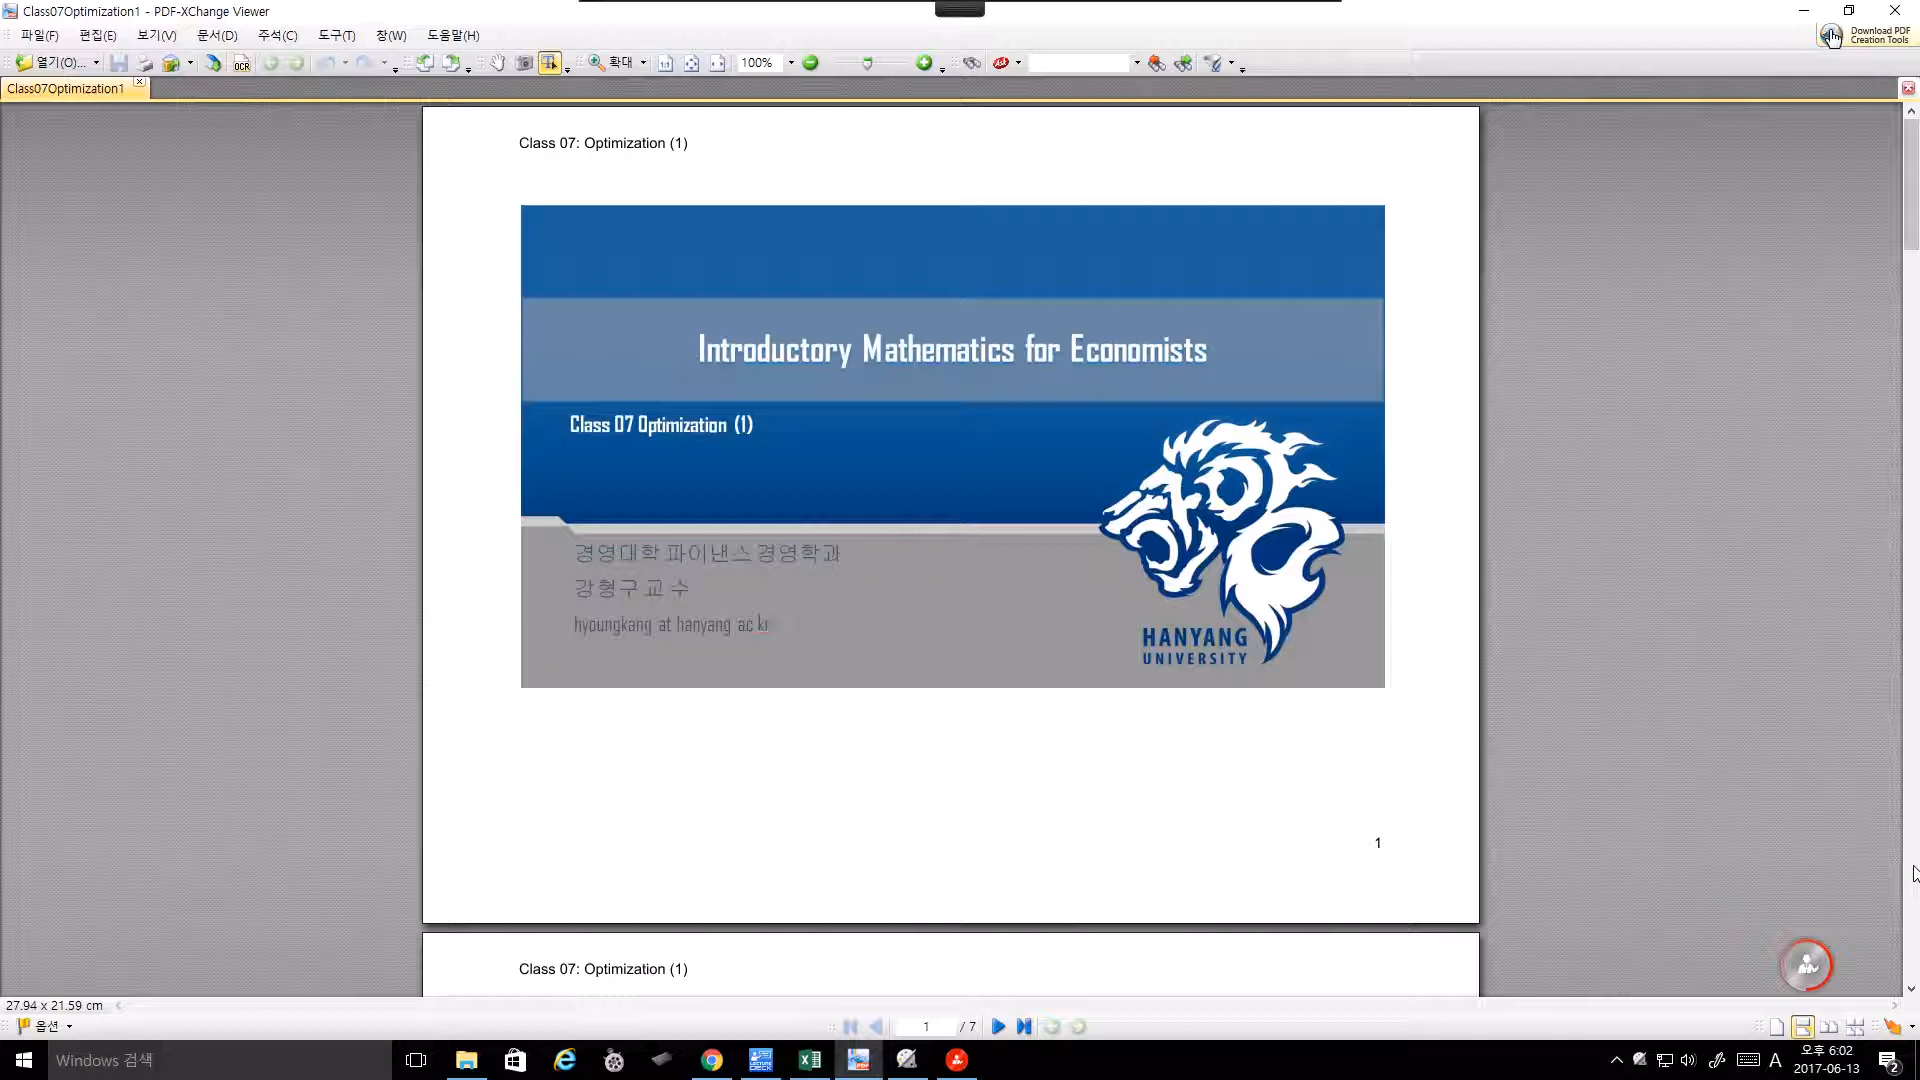 Class07Optimization1 - PDF-XChange Viewer
파일(F) 편집(E) 보기(V) 문서(D) 주석(C) 도구(T) 창(W) 도움말(H)
Download PDF
Creation Tools
열기(O)...
OCR
확대
100%
Ask
Class07Optimization1
Class 07: Optimization (1)
Introductory Mathematics for Economists
Class 07 Optimization (1)
경영대학 파이낸스 경영학과
강형구 교수
hyoungkang at hanyang ac kr
HANYANG
UNIVERSITY
1
Class 07: Optimization (1)
27.94 x 21.59 cm
옵션
1 / 7
Windows 검색
A
오후 6:02
2017-06-13
2